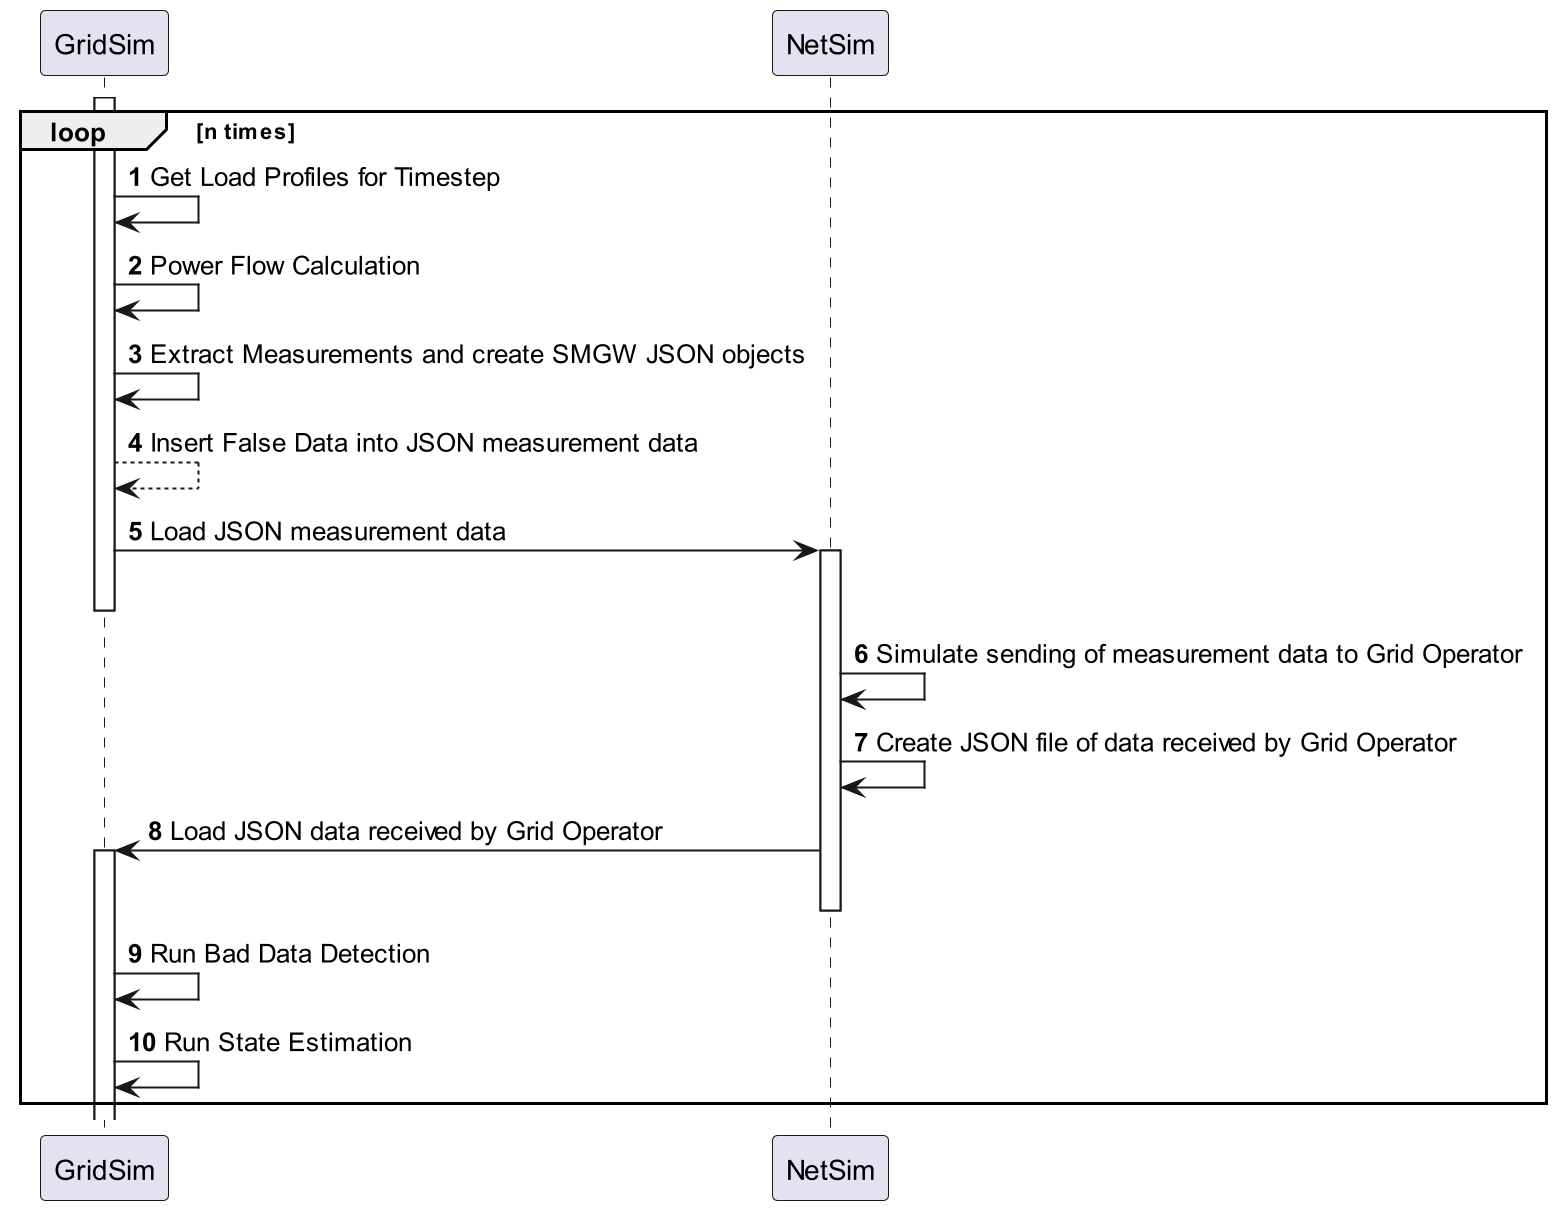 GridSim
NetSim
loop [n times]
1 Get Load Profiles for Timestep
2 Power Flow Calculation
3 Extract Measurements and create SMGW JSON objects
4 Insert False Data into JSON measurement data
5 Load JSON measurement data
6 Simulate sending of measurement data to Grid Operator
7 Create JSON file of data received by Grid Operator
8 Load JSON data received by Grid Operator
9 Run Bad Data Detection
10 Run State Estimation
GridSim
NetSim